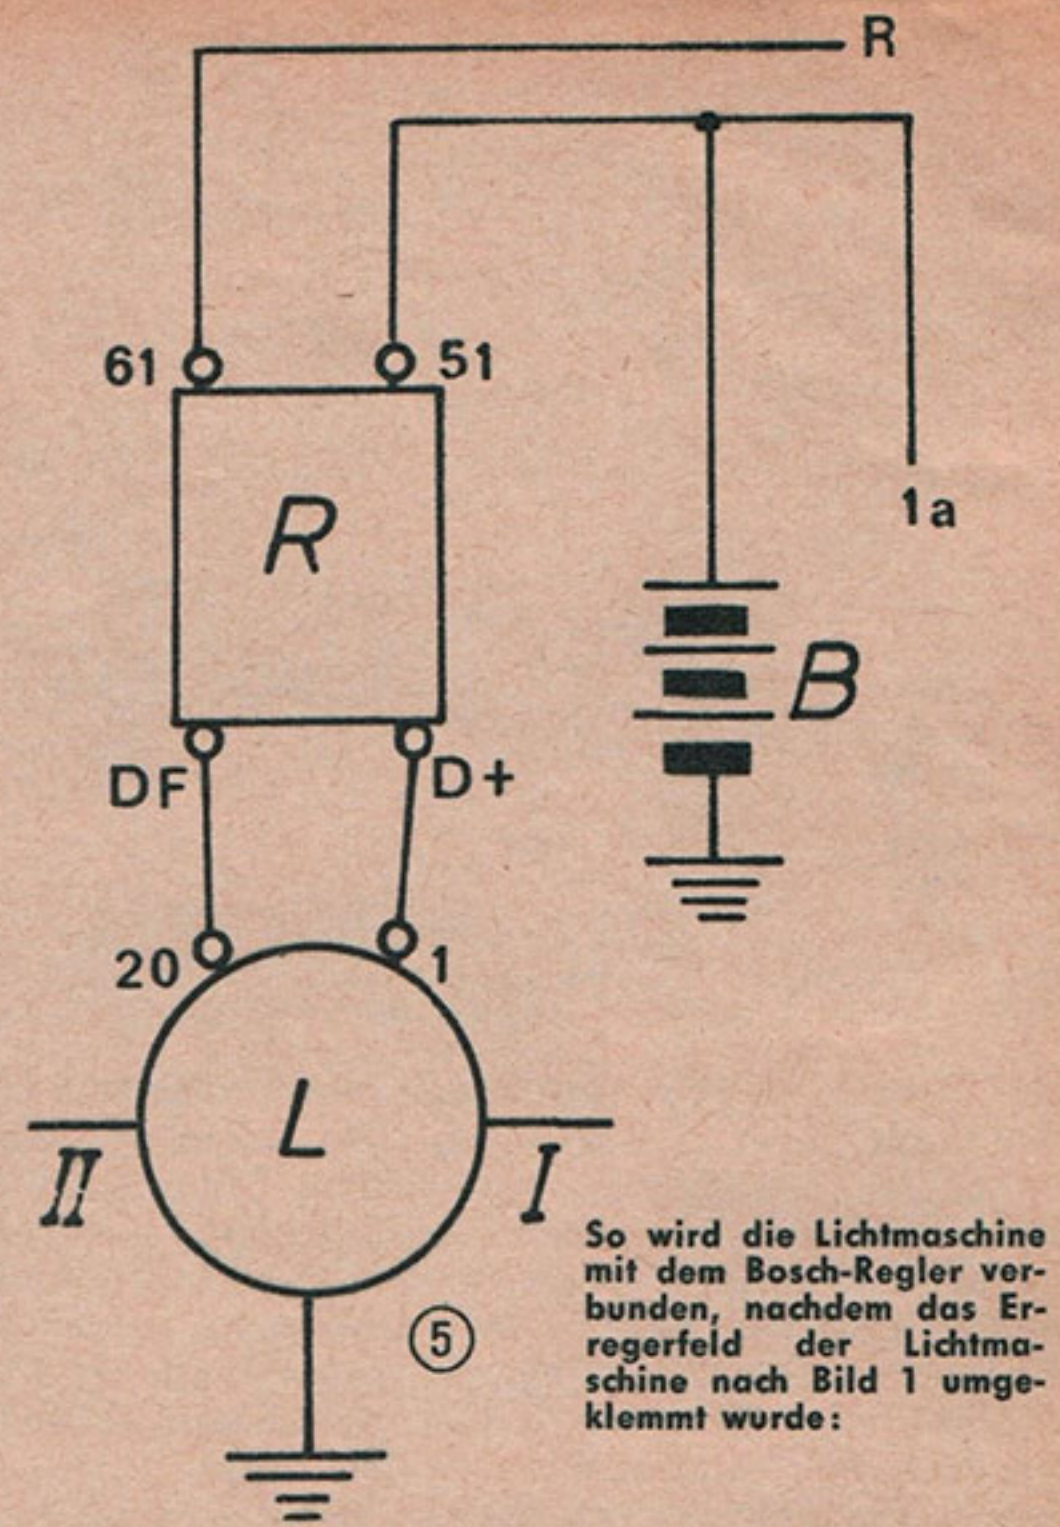 R
61
51
R
1a
B
DF
D+
20
1
L
II
I
5
So wird die Lichtmaschine
mit dem Bosch-Regler ver-
bunden, nachdem das Er-
regerfeld der Lichtma-
schine nach Bild 1 umge-
klemmt wurde: